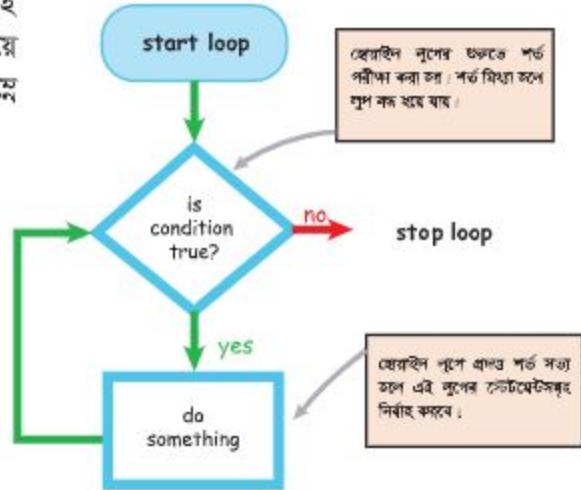 start loop
হোয়াইল লুপের শুরুতে শর্ত
পরীক্ষা করা হয়। শর্ত মিথ্যা হলে
লুপ বন্ধ হয়ে যায়।
is
condition
true?
no
stop loop
yes
হোয়াইল লুপে প্রদত্ত শর্ত সত্য
হলে এই লুপের স্টেটমেন্টসমূহ
নির্বাহ করবে।
do
something